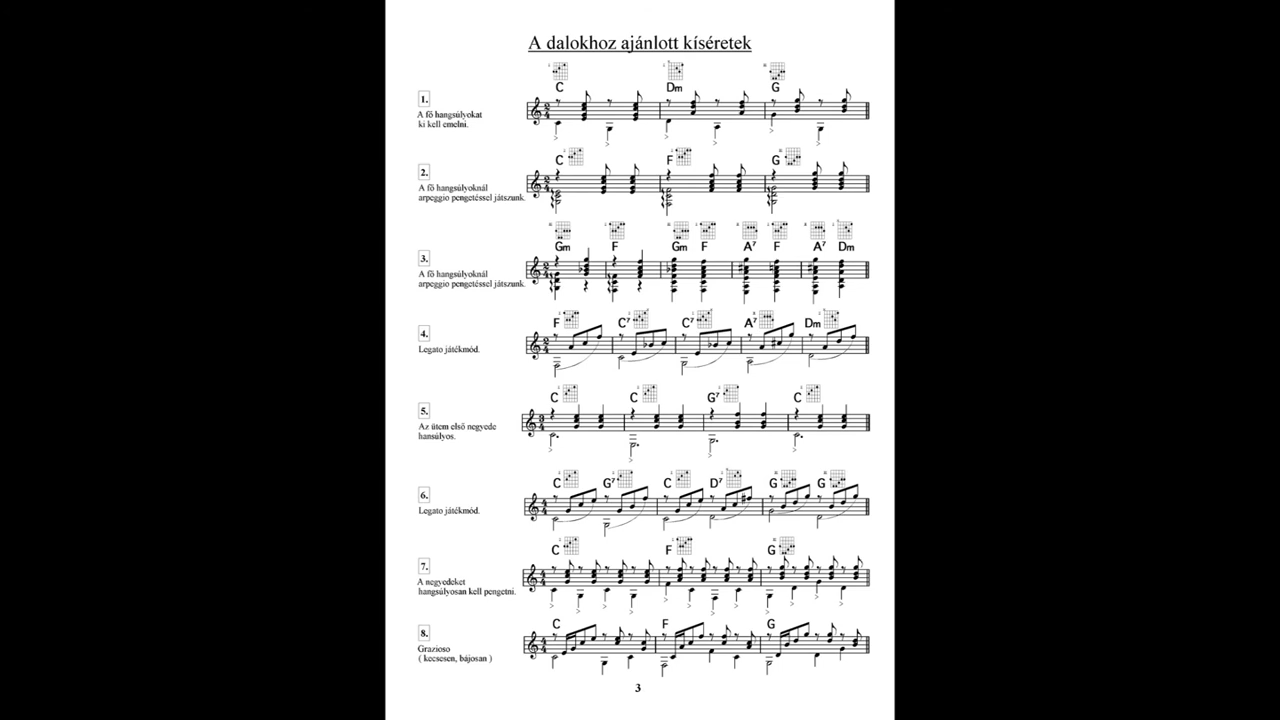 A dalokhoz ajánlott kíséretek
C Dm G
1.
A fő hangsúlyokat
ki kell emelni.
C F G
2.
A fő hangsúlyoknál
arpeggio pengetéssel játszunk.
Gm F Gm F A7 F A7 Dm
3.
A fő hangsúlyoknál
arpeggio pengetéssel játszunk.
F C7 C7 A7 Dm
4.
Legato játékmód.
C C G7 C
5.
Az ütem első negyede
hansúlyos.
C G7 C D7 G G
6.
Legato játékmód.
C F G
7.
A negyedeket
hangsúlyosan kell pengetni.
C F G
8.
Grazioso
( kecsesen, bájosan )
3